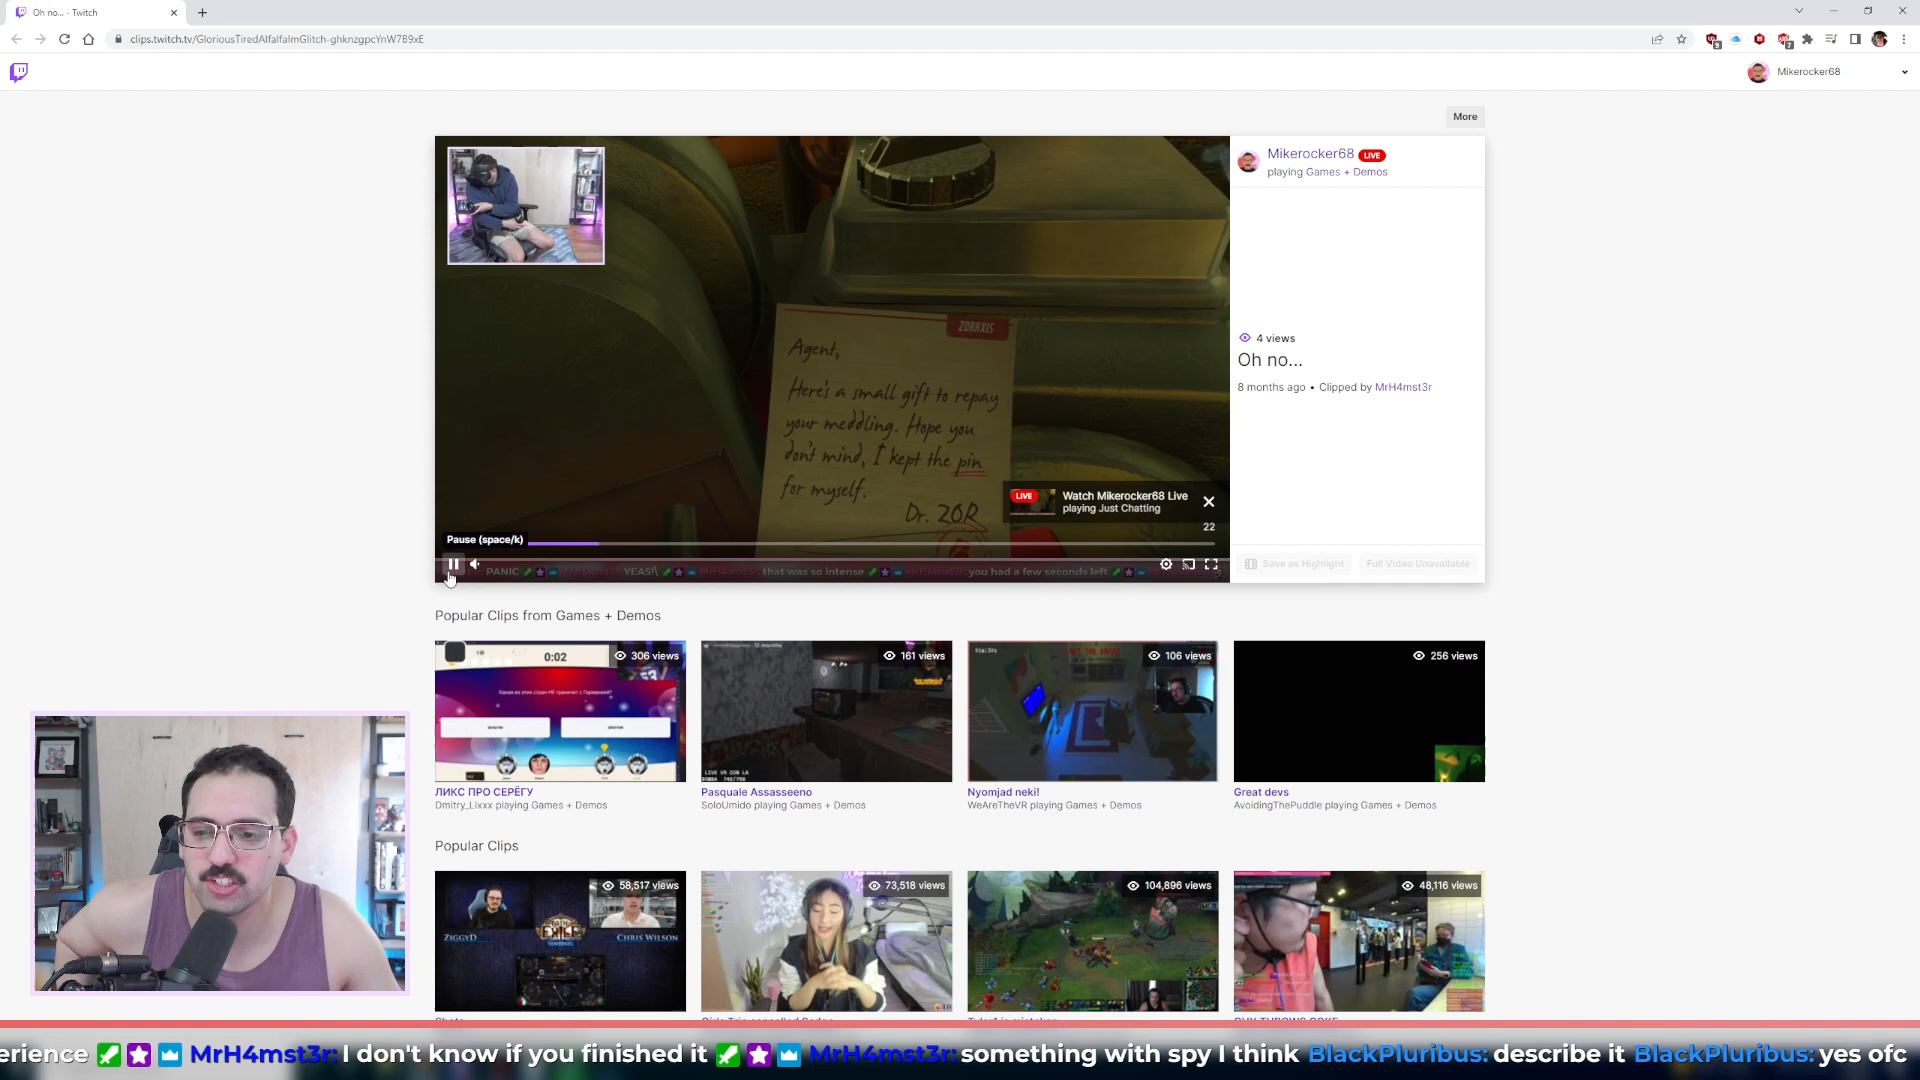 Oh no... - Twitch
clips.twitch.tv/GloriousTiredAlfalfaImGlitch-ghknzgpcYnW7B9xE
Mikerocker68
More
ZORAXIS
Agent,
Here's a small gift to repay
your meddling. Hope you
don't mind, I kept the pin
for myself.
Dr. ZOR
LIVE
Watch Mikerocker68 Live
playing Just Chatting
22
Pause (space/k)
PANIC
YEAS!\
that was so intense
you had a few seconds left
Mikerocker68 LIVE
playing Games + Demos
4 views
Oh no...
8 months ago • Clipped by MrH4mst3r
Save as Highlight
Full Video Unavailable
Popular Clips from Games + Demos
0:02
306 views
161 views
106 views
256 views
LIVE VR CON LA
ЛИКС ПРО СЕРЁГУ
Dmitry_Lixxx playing Games + Demos
Pasquale Assasseeno
SoloUmido playing Games + Demos
Nyomjad neki!
WeAreTheVR playing Games + Demos
Great devs
AvoidingThePuddle playing Games + Demos
Popular Clips
58,517 views
73,518 views
104,896 views
48,116 views
ZIGGYD
CHRIS WILSON
erience MrH4mst3r: I don't know if you finished it MrH4mst3r: something with spy I think BlackPluribus: describe it BlackPluribus: yes ofc